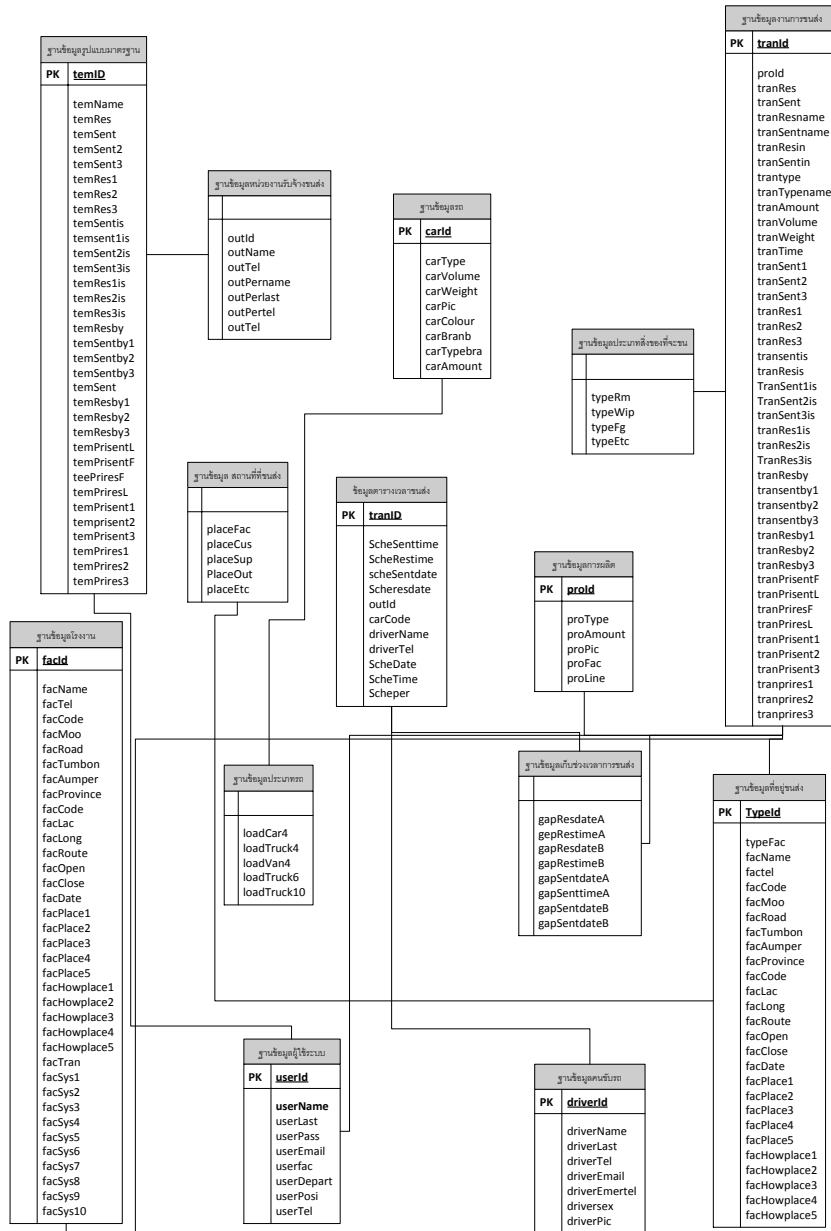 ฐานข้อมูลรูปแบบมาตรฐาน
PK temID
temName
temRes
temSent
temSent2
temSent3
temRes1
temRes2
temRes3
temSentis
temsent1is
temSent2is
temSent3is
temRes1is
temRes2is
temRes3is
temResby
temSentby1
temSentby2
temSentby3
temSent
temResby1
temResby2
temResby3
temPrisentL
temPrisentF
teePriresF
temPriresL
temPrisent1
temprisent2
temPrisent3
temPrires1
temPrires2
temPrires3
ฐานข้อมูลหน่วยงานรับจ้างขนส่ง
outId
outName
outTel
outPername
outPerlast
outPertel
outTel
ฐานข้อมูลรถ
PK carId
carType
carVolume
carWeight
carPic
carColour
carBranb
carTypebra
carAmount
ฐานข้อมูลงานการขนส่ง
PK tranId
proId
tranRes
tranSent
tranResname
tranSentname
tranResin
tranSentin
trantype
tranTypename
tranAmount
tranVolume
tranWeight
tranTime
tranSent1
tranSent2
tranSent3
tranRes1
tranRes2
tranRes3
transentis
tranResis
TranSent1is
TranSent2is
tranSent3is
tranRes1is
tranRes2is
TranRes3is
tranResby
transentby1
transentby2
transentby3
tranResby1
tranResby2
tranResby3
tranPrisentF
tranPrisentL
tranPriresF
tranPriresL
tranPrisent1
tranPrisent2
tranPrisent3
tranprires1
tranprires2
tranprires3
ฐานข้อมูลประเภทสิ่งของที่จะขน
typeRm
typeWip
typeFg
typeEtc
ฐานข้อมูล สถานที่ที่ขนส่ง
placeFac
placeCus
placeSup
PlaceOut
placeEtc
ข้อมูลตารางเวลาขนส่ง
PK tranID
ScheSenttime
ScheRestime
scheSentdate
Scheresdate
outId
carCode
driverName
driverTel
ScheDate
ScheTime
Scheper
ฐานข้อมูลการผลิต
PK proId
proType
proAmount
proPic
proFac
proLine
ฐานข้อมูลโรงงาน
PK facId
facName
facTel
facCode
facMoo
facRoad
facTumbon
facAumper
facProvince
facCode
facLac
facLong
facRoute
facOpen
facClose
facDate
facPlace1
facPlace2
facPlace3
facPlace4
facPlace5
facHowplace1
facHowplace2
facHowplace3
facHowplace4
facHowplace5
facTran
facSys1
facSys2
facSys3
facSys4
facSys5
facSys6
facSys7
facSys8
facSys9
facSys10
ฐานข้อมูลประเภทรถ
loadCar4
loadTruck4
loadVan4
loadTruck6
loadTruck10
ฐานข้อมูลเก็บช่วงเวลาการขนส่ง
gapResdateA
gepRestimeA
gapResdateB
gapRestimeB
gapSentdateA
gapSenttimeA
gapSentdateB
gapSentdateB
ฐานข้อมูลที่อยู่ขนส่ง
PK TypeId
typeFac
facName
factel
facCode
facMoo
facRoad
facTumbon
facAumper
facProvince
facCode
facLac
facLong
facRoute
facOpen
facClose
facDate
facPlace1
facPlace2
facPlace3
facPlace4
facPlace5
facHowplace1
facHowplace2
facHowplace3
facHowplace4
facHowplace5
ฐานข้อมูลผู้ใช้ระบบ
PK userId
userName
userLast
userPass
userEmail
userfac
userDepart
userPosi
userTel
ฐานข้อมูลคนขับรถ
PK driverId
driverName
driverLast
driverTel
driverEmail
driverEmertel
driversex
driverPic